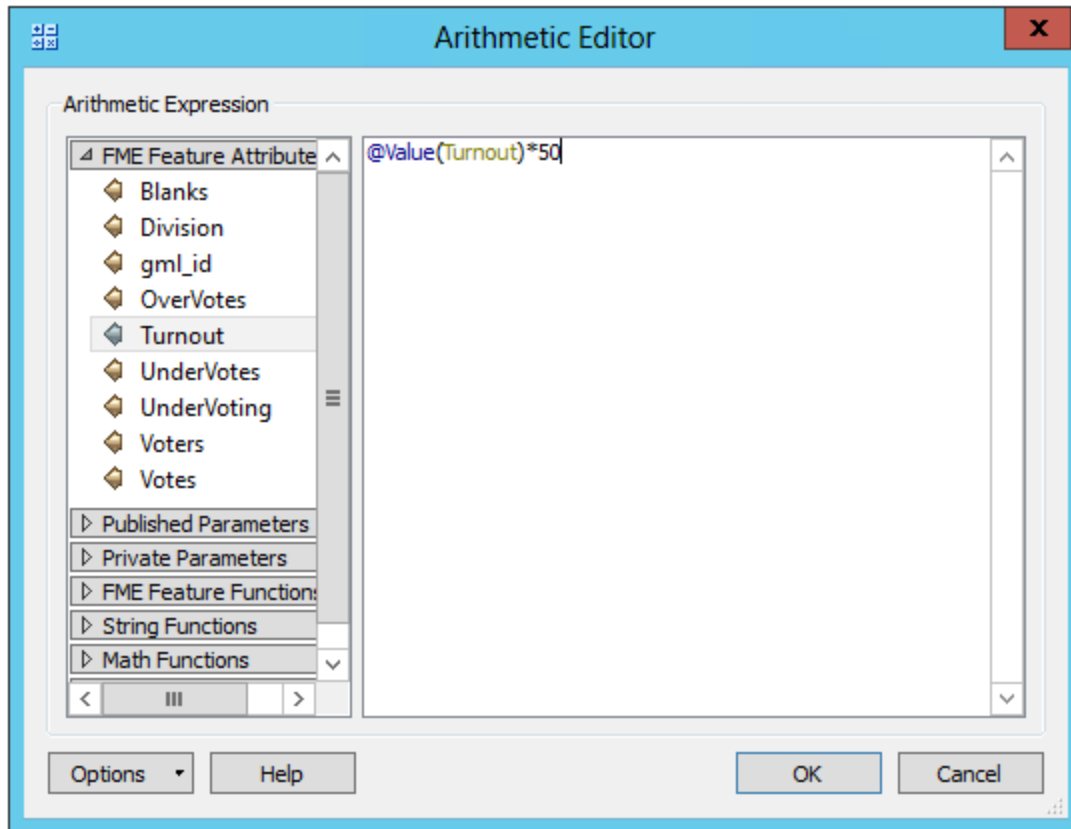 Arithmetic Editor
x
Arithmetic Expression
FME Feature Attribute
Blanks
Division
gml_id
OverVotes
Turnout
UnderVotes
UnderVoting
Voters
Votes
Published Parameters
Private Parameters
FME Feature Function
String Functions
Math Functions
@Value(Turnout)*50
Options
Help
OK
Cancel